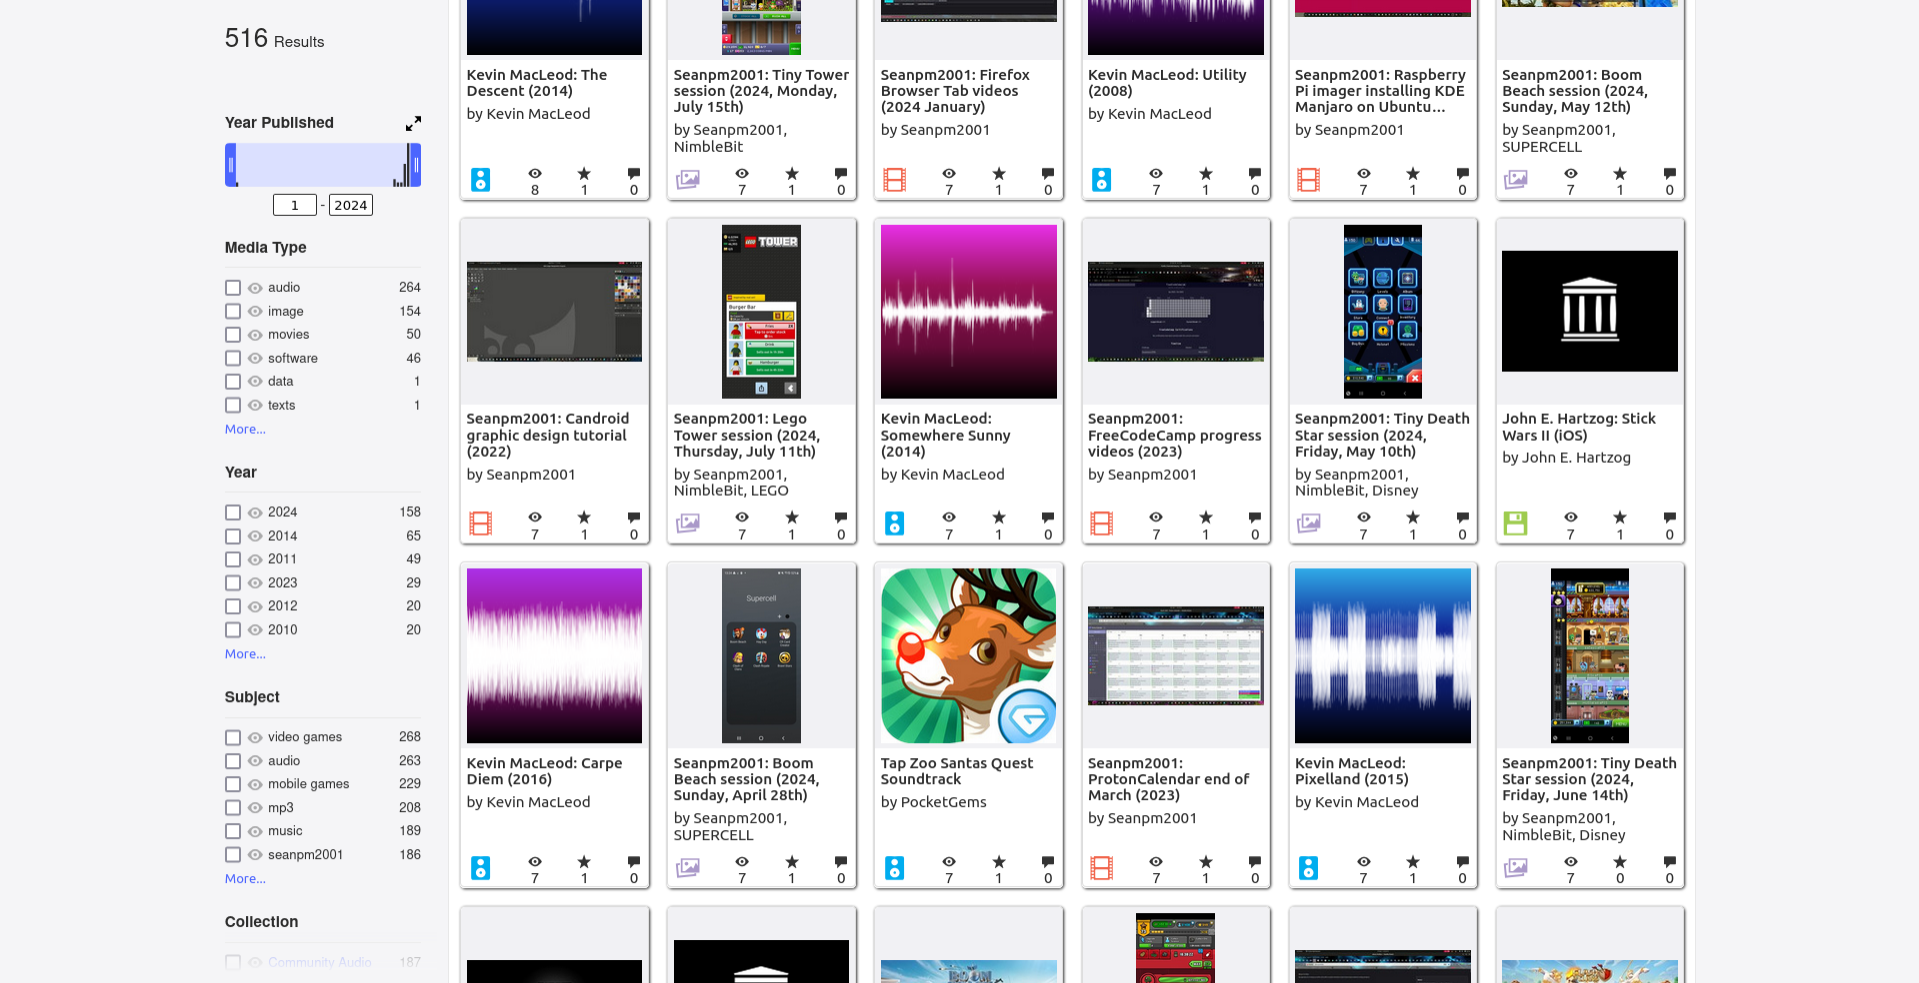 516 Results
Year Published
1 - 2024
Media Type
audio 264
image 154
movies 50
software 46
data 1
texts 1
More...
Year
2024 158
2014 65
2011 49
2023 29
2012 20
2010 20
More...
Subject
video games 268
audio 263
mobile games 229
mp3 208
music 189
seanpm2001 186
More...
Collection
Community Audio 187
Kevin MacLeod: The
Descent (2014)
by Kevin MacLeod
8 1 0
Seanpm2001: Tiny Tower
session (2024, Monday,
July 15th)
by Seanpm2001,
NimbleBit
7 1 0
Seanpm2001: Firefox
Browser Tab videos
(2024 January)
by Seanpm2001
7 1 0
Kevin MacLeod: Utility
(2008)
by Kevin MacLeod
7 1 0
Seanpm2001: Raspberry
Pi imager installing KDE
Manjaro on Ubuntu...
by Seanpm2001
7 1 0
Seanpm2001: Boom
Beach session (2024,
Sunday, May 12th)
by Seanpm2001,
SUPERCELL
7 1 0
Seanpm2001: Candroid
graphic design tutorial
(2022)
by Seanpm2001
7 1 0
LEGO TOWER
Burger Bar
Seanpm2001: Lego
Tower session (2024,
Thursday, July 11th)
by Seanpm2001,
NimbleBit, LEGO
7 1 0
Kevin MacLeod:
Somewhere Sunny
(2014)
by Kevin MacLeod
7 1 0
Seanpm2001:
FreeCodeCamp progress
videos (2023)
by Seanpm2001
7 1 0
Seanpm2001: Tiny Death
Star session (2024,
Friday, May 10th)
by Seanpm2001,
NimbleBit, Disney
7 1 0
John E. Hartzog: Stick
Wars II (iOS)
by John E. Hartzog
7 1 0
Kevin MacLeod: Carpe
Diem (2016)
by Kevin MacLeod
7 1 0
Supercell
Seanpm2001: Boom
Beach session (2024,
Sunday, April 28th)
by Seanpm2001,
SUPERCELL
7 1 0
Tap Zoo Santas Quest
Soundtrack
by PocketGems
7 1 0
Seanpm2001:
ProtonCalendar end of
March (2023)
by Seanpm2001
7 1 0
Kevin MacLeod:
Pixelland (2015)
by Kevin MacLeod
7 1 0
Seanpm2001: Tiny Death
Star session (2024,
Friday, June 14th)
by Seanpm2001,
NimbleBit, Disney
7 0 0